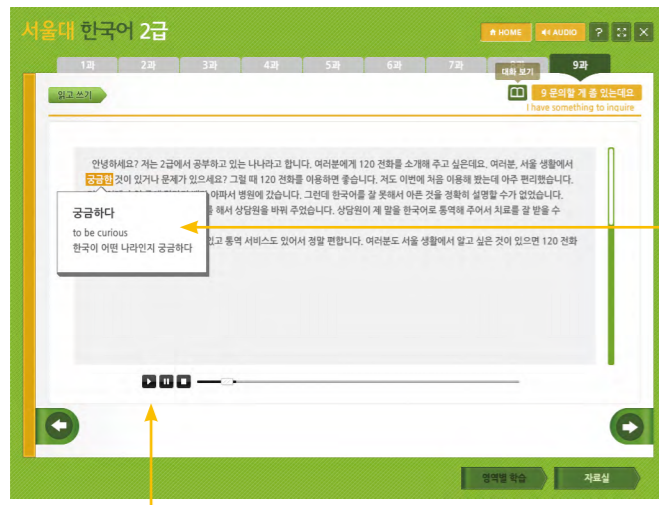 서울대 한국어 2급
HOME
AUDIO
?
1과 2과 3과 4과 5과 6과 7과 9과
대화 보기
읽고 쓰기
9 문의할 게 좀 있는데요
I have something to inquire
안녕하세요? 저는 2급에서 공부하고 있는 나나라고 합니다. 여러분에게 120 전화를 소개해 주고 싶은데요. 여러분, 서울 생활에서
궁금한 것이 있거나 문제가 있으세요? 그럴 때 120 전화를 이용하면 좋습니다. 저도 이번에 처음 이용해 봤는데 아주 편리했습니다.
아파서 병원에 갔습니다. 그런데 한국어를 잘 못해서 아픈 것을 정확히 설명할 수가 없었습니다.
를 해서 상담원을 바꿔 주었습니다. 상담원이 제 말을 한국어로 통역해 주어서 치료를 잘 받을 수
있고 통역 서비스도 있어서 정말 편합니다. 여러분도 서울 생활에서 알고 싶은 것이 있으면 120 전화
궁금하다
to be curious
한국이 어떤 나라인지 궁금하다
영역별 학습
자료실